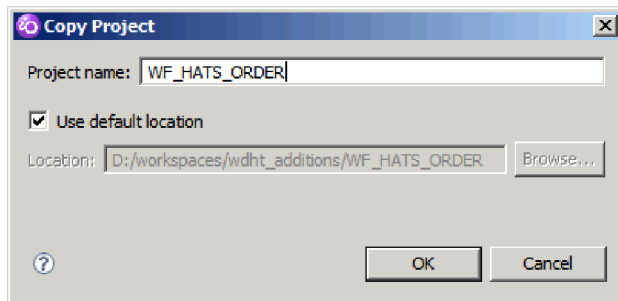 Copy Project
Project name: WF_HATS_ORDER
Use default location
Location: D:/workspaces/wdht_additions/WF_HATS_ORDER Browse...
? OK Cancel